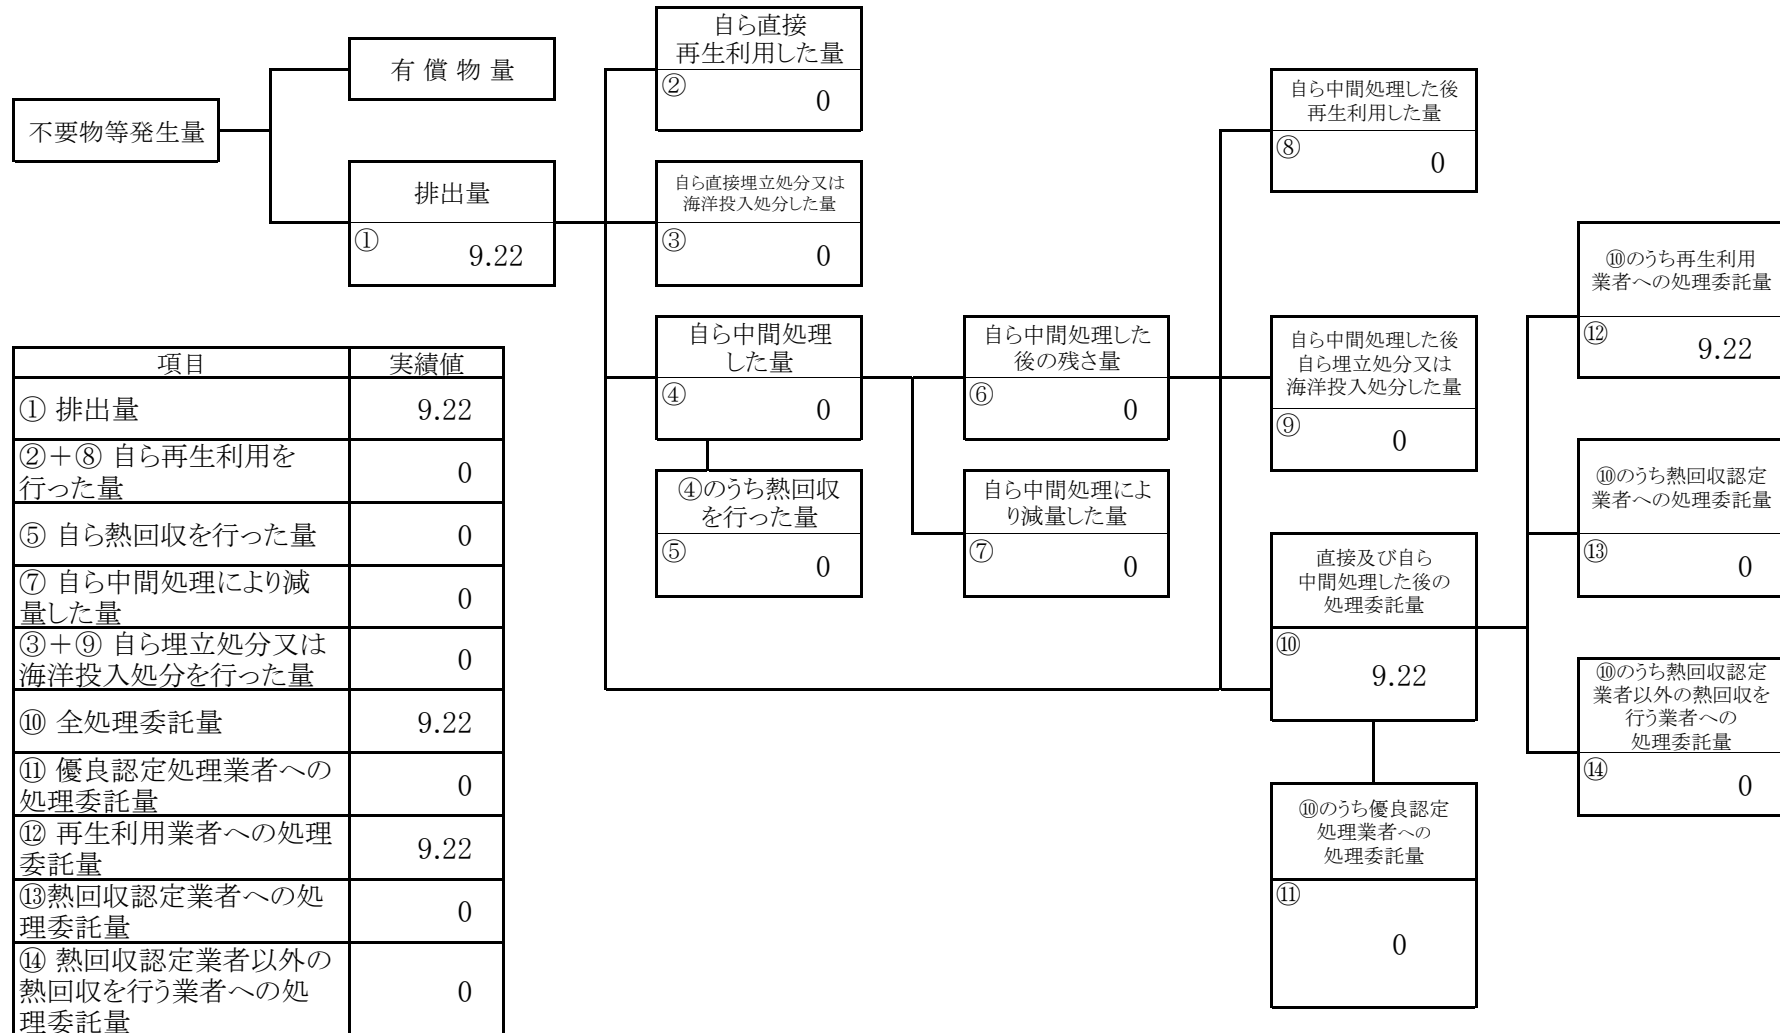 不要物等発生量
有償物量
排出量
①
9.22
自ら直接
再生利用した量
②
0
自ら直接埋立処分又は
海洋投入処分した量
③
0
自ら中間処理
した量
④
0
④のうち熱回収
を行った量
⑤
0
自ら中間処理した
後の残さ量
⑥
0
自ら中間処理によ
り減量した量
⑦
0
自ら中間処理した後
再生利用した量
⑧
0
自ら中間処理した後
自ら埋立処分又は
海洋投入処分した量
⑨
0
直接及び自ら
中間処理した後の
処理委託量
⑩
9.22
⑩のうち優良認定
処理業者への
処理委託量
⑪
0
⑩のうち再生利用
業者への処理委託量
⑫
9.22
⑩のうち熱回収認定
業者への処理委託量
⑬
0
⑩のうち熱回収認定
業者以外の熱回収を
行う業者への
処理委託量
⑭
0
項目 実績値
① 排出量 9.22
②＋⑧ 自ら再生利用を
行った量 0
⑤ 自ら熱回収を行った量 0
⑦ 自ら中間処理により減
量した量 0
③＋⑨ 自ら埋立処分又は
海洋投入処分を行った量 0
⑩ 全処理委託量 9.22
⑪ 優良認定処理業者への
処理委託量 0
⑫ 再生利用業者への処理
委託量 9.22
⑬熱回収認定業者への処
理委託量 0
⑭ 熱回収認定業者以外の
熱回収を行う業者への処
理委託量 0